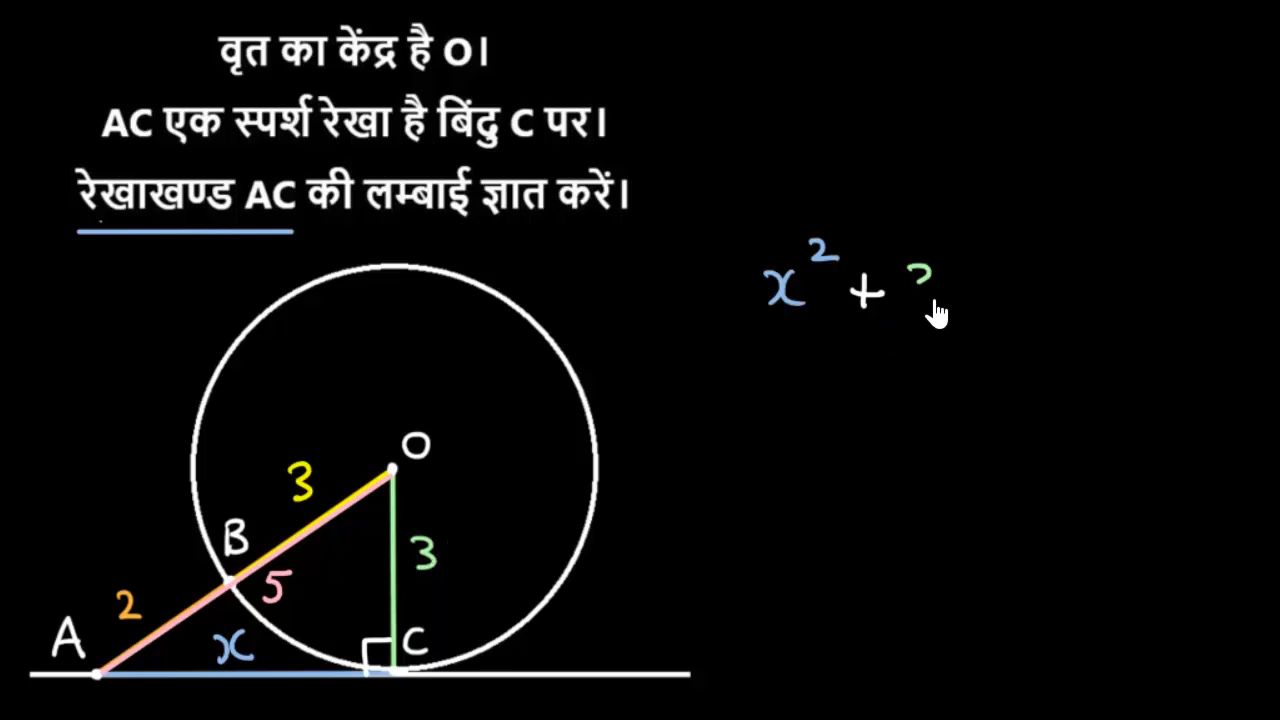 वृत का केंद्र है O।
AC एक स्पर्श रेखा है बिंदु C पर।
रेखाखण्ड AC की लम्बाई ज्ञात करें।
x² +
O
3
B
3
5
2
A
x
C